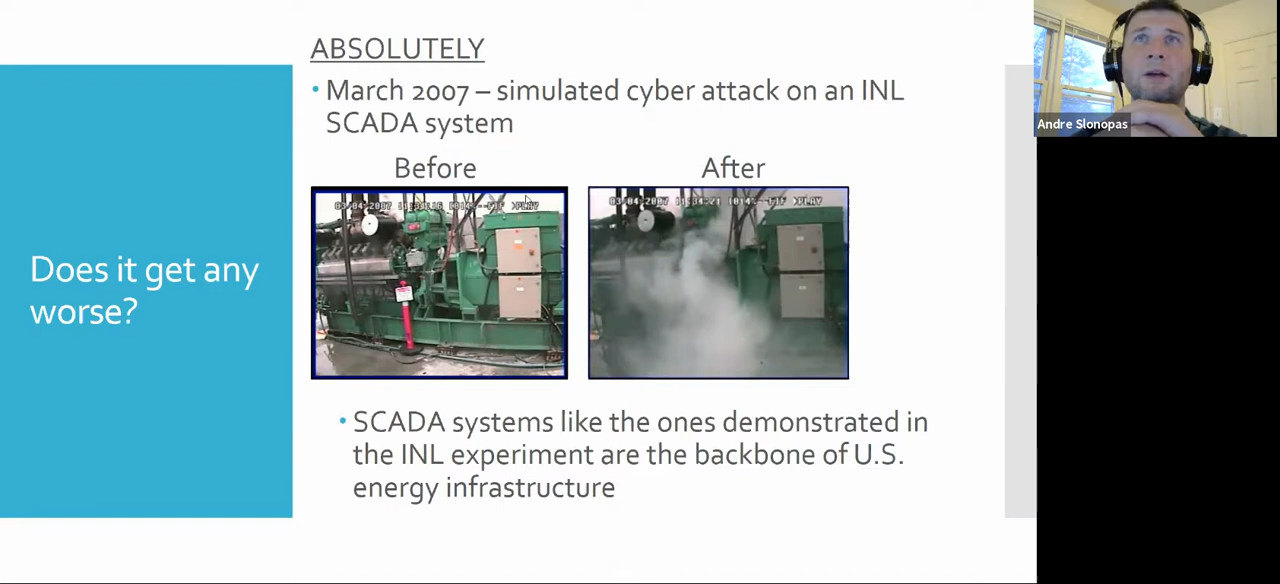 ABSOLUTELY
• March 2007 – simulated cyber attack on an INL
SCADA system
Before
After
Does it get any
worse?
• SCADA systems like the ones demonstrated in
the INL experiment are the backbone of U.S.
energy infrastructure
Andre Slonopas